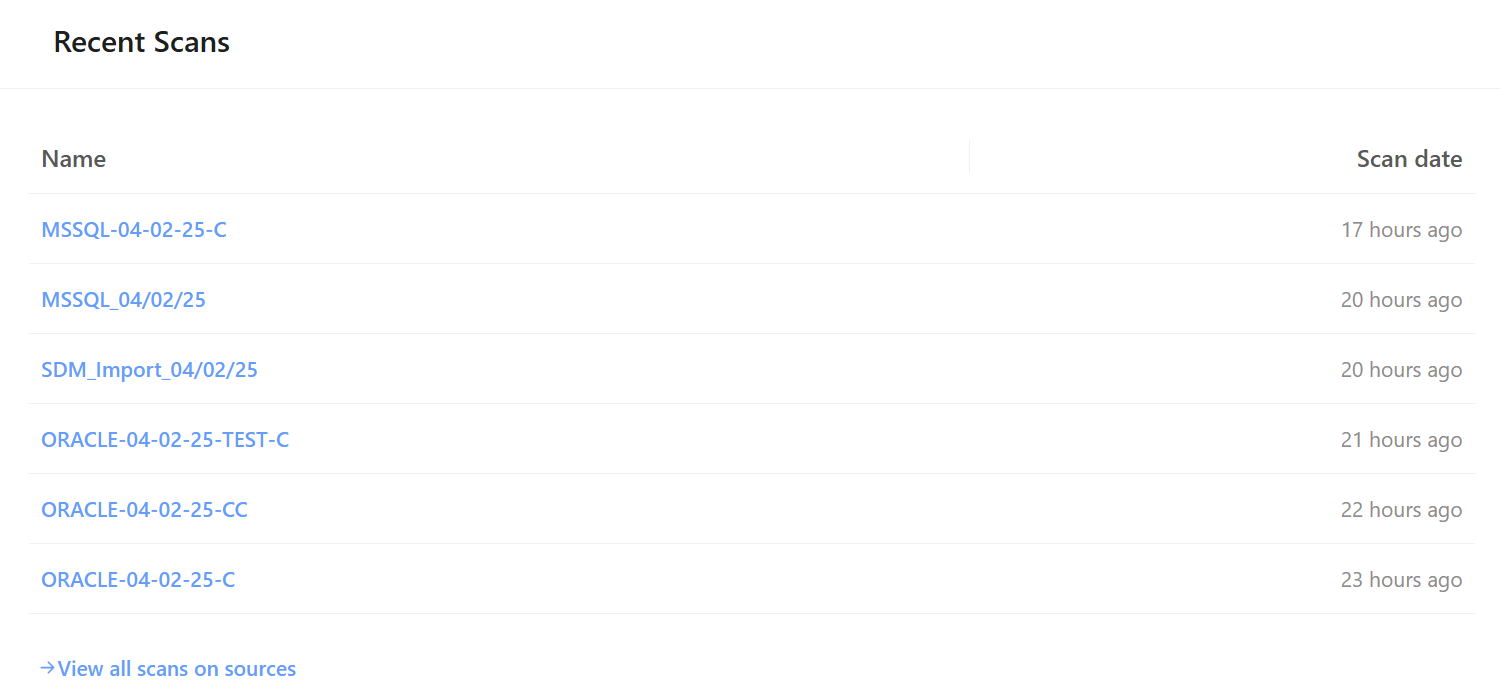 Recent Scans
Name Scan date
MSSQL-04-02-25-C 17 hours ago
MSSQL_04/02/25 20 hours ago
SDM_Import_04/02/25 20 hours ago
ORACLE-04-02-25-TEST-C 21 hours ago
ORACLE-04-02-25-CC 22 hours ago
ORACLE-04-02-25-C 23 hours ago
→View all scans on sources